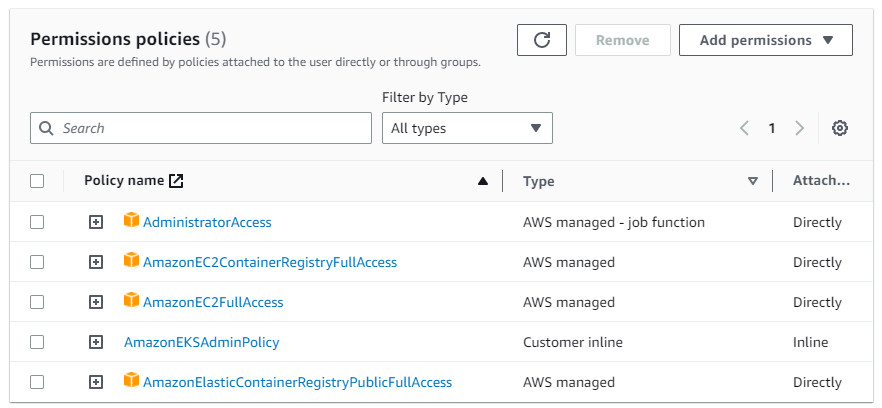 Permissions policies (5)
Remove
Add permissions
Permissions are defined by policies attached to the user directly or through groups.
Filter by Type
Search
All types
1
Policy name
Type
Attach...
AdministratorAccess
AWS managed - job function
Directly
AmazonEC2ContainerRegistryFullAccess
AWS managed
Directly
AmazonEC2FullAccess
AWS managed
Directly
AmazonEKSAdminPolicy
Customer inline
Inline
AmazonElasticContainerRegistryPublicFullAccess
AWS managed
Directly